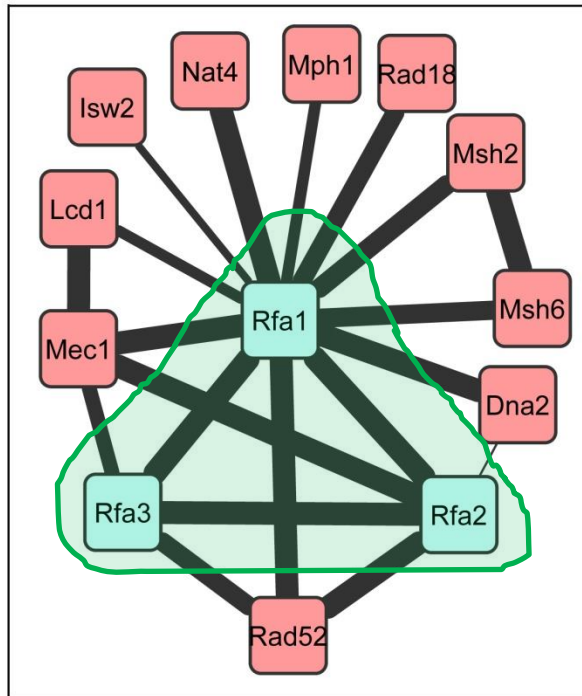 Nat4
Mph1
Rad18
Isw2
Msh2
Lcd1
Rfa1
Msh6
Mec1
Dna2
Rfa3
Rfa2
Rad52